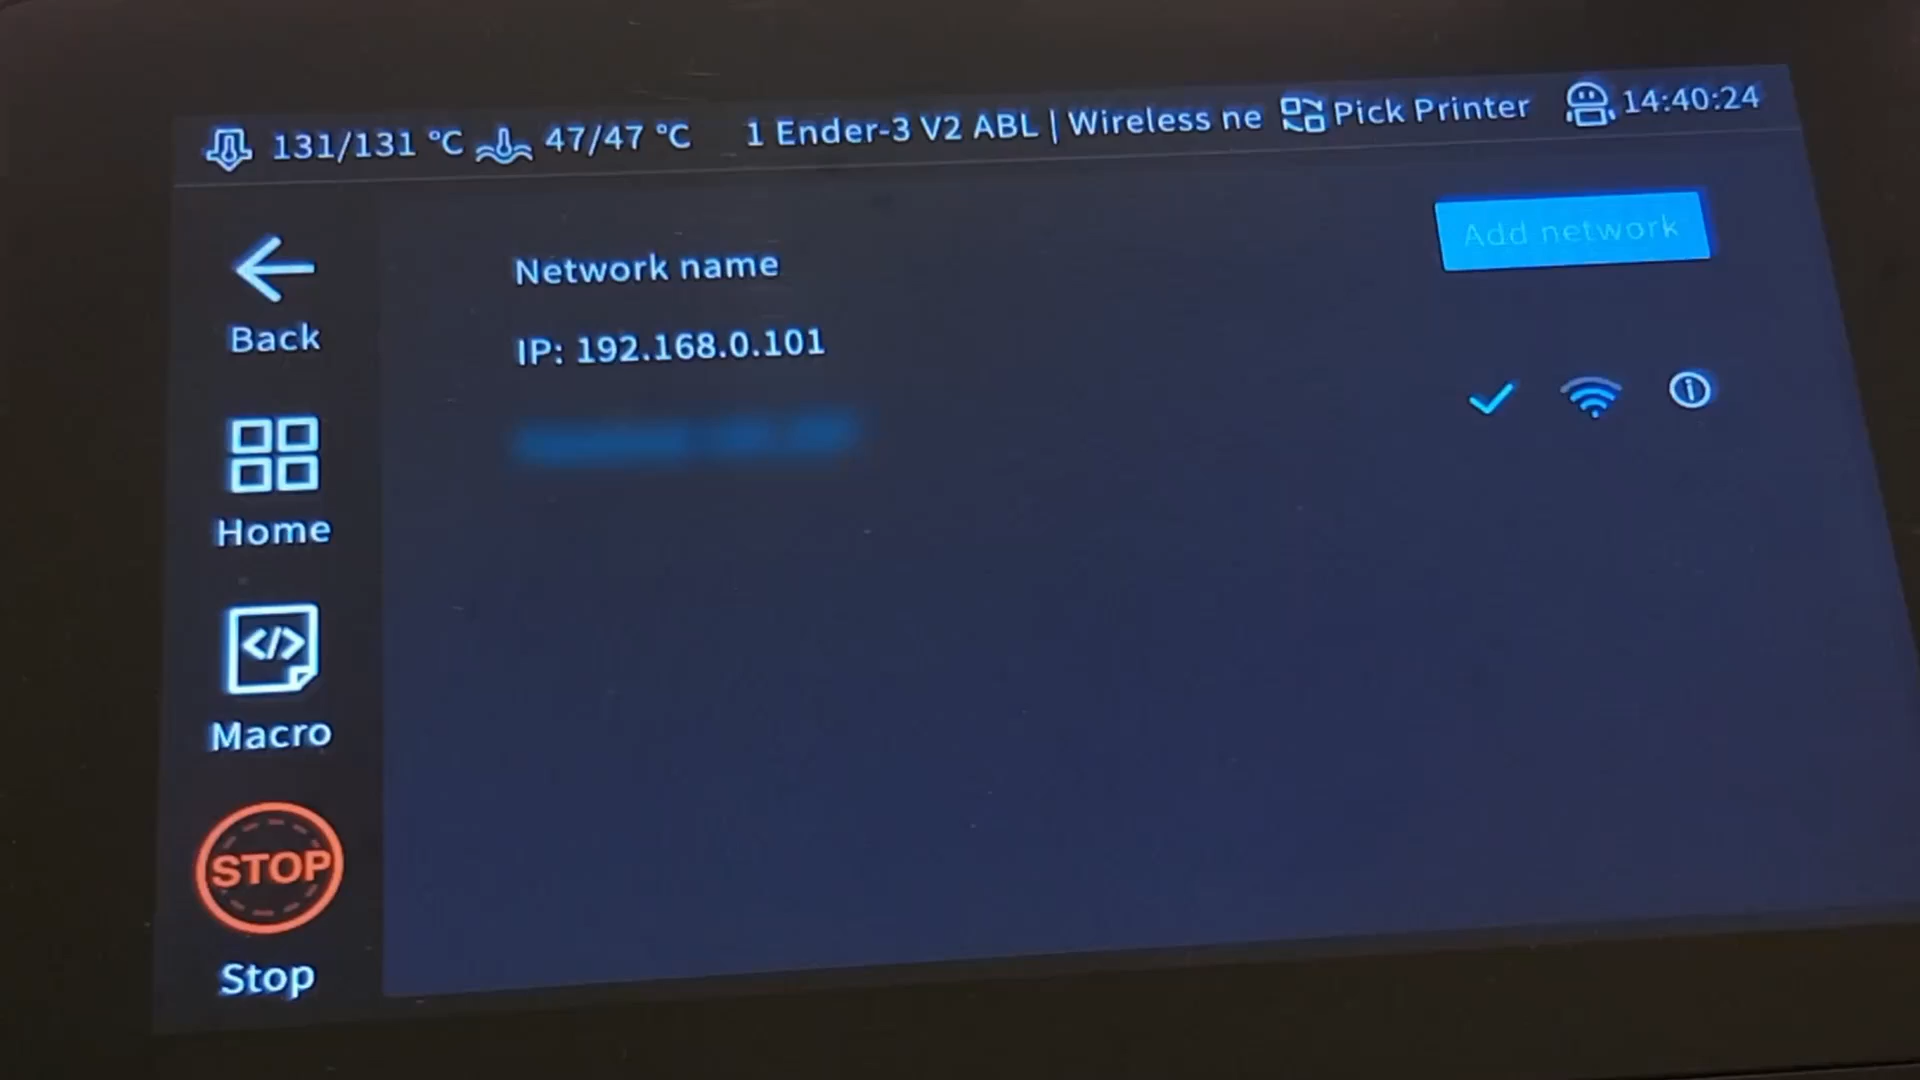 131/131 °C 47/47 °C 1 Ender-3 V2 ABL | Wireless ne Pick Printer 14:40:24
Add network
Network name
Back
IP: 192.168.0.101
Home
</>
Macro
STOP
Stop